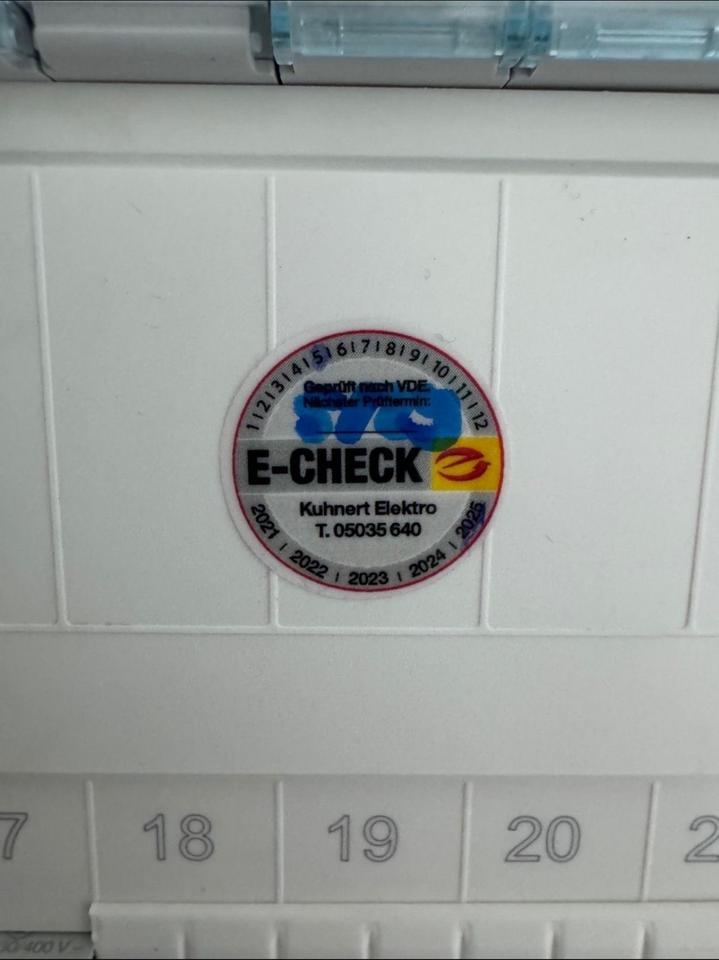 1 | 2 | 3 | 4 | 5 | 6 | 7 | 8 | 9 | 10 | 11 | 12
Geprüft nach VDE.
Nächster Prüftermin:
E-CHECK
Kuhnert Elektro
T. 05035 640
2021 | 2022 | 2023 | 2024 | 2025
18 19 20
400 V~